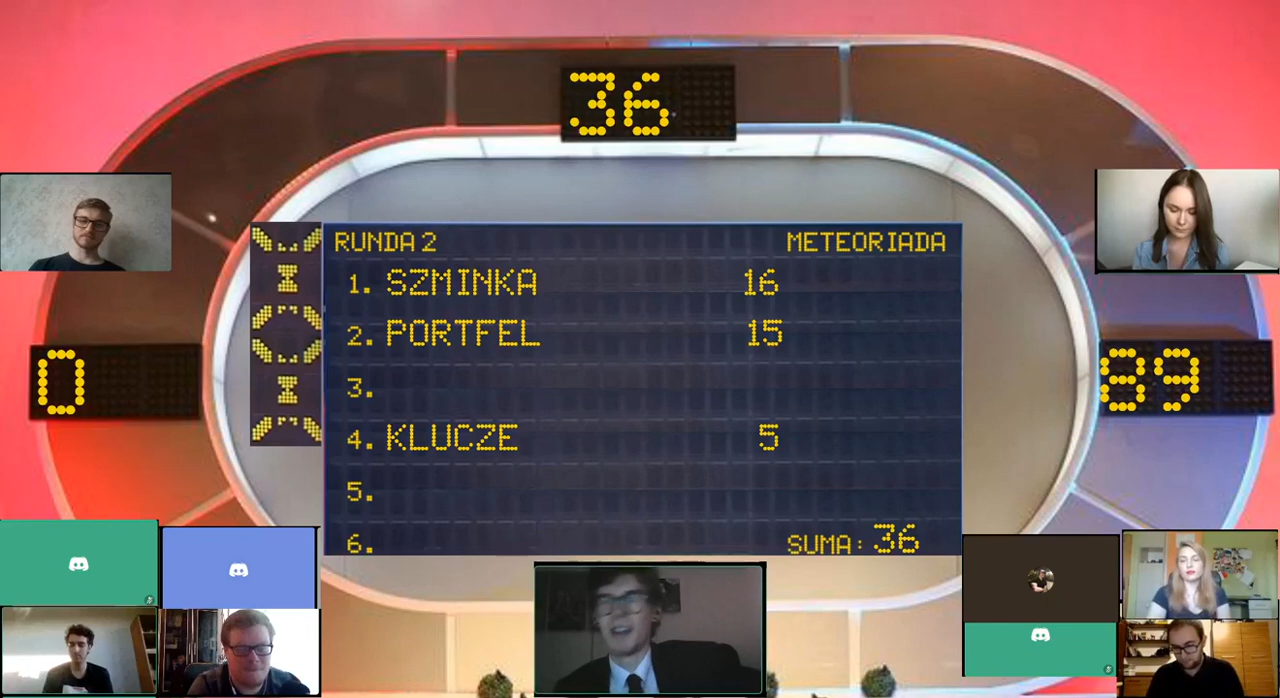 36
RUNDA 2 METEORIADA
1. SZMINKA 16
2. PORTFEL 15
3.
0
89
4. KLUCZE 5
5.
6. SUMA: 36